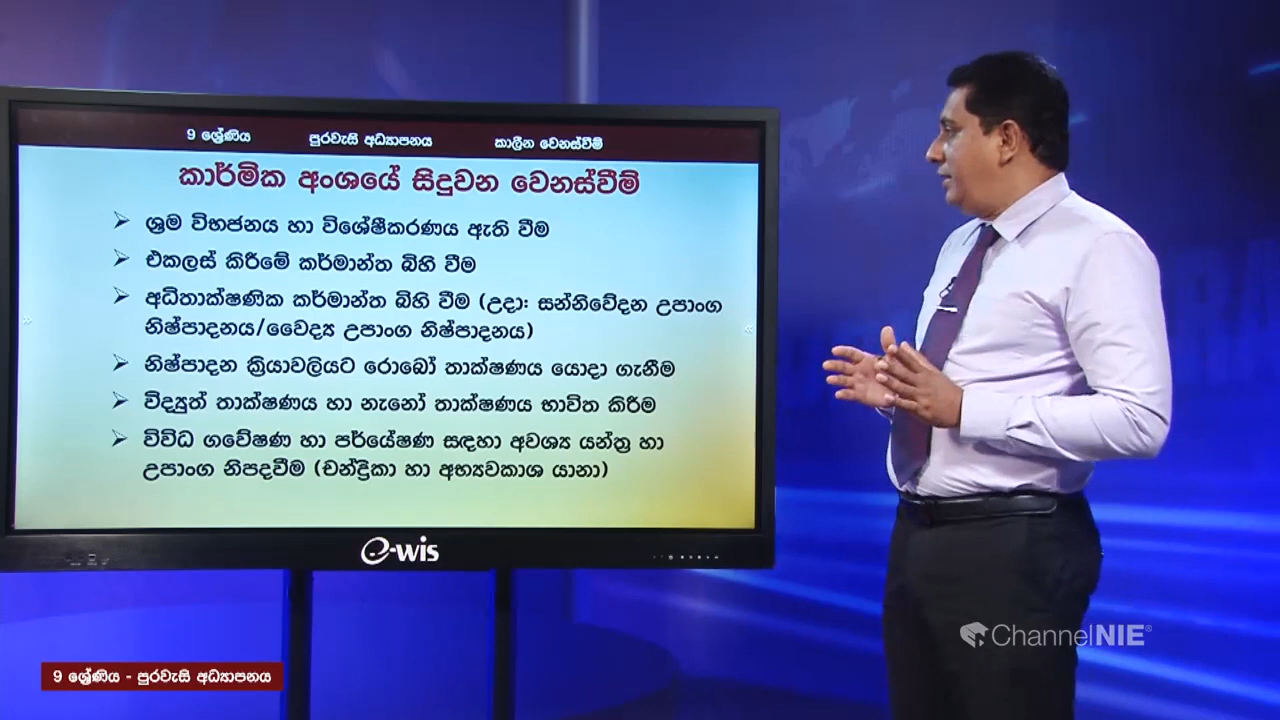 9 ශ්‍රේණිය පුරවැසි අධ්‍යාපනය කාලීන වෙනස්වීම්
කාර්මික අංශයේ සිදුවන වෙනස්වීම්
ශ්‍රම විභජනය හා විශේෂීකරණය ඇති වීම
එකලස් කිරීමේ කර්මාන්ත බිහි වීම
අධිතාක්ෂණික කර්මාන්ත බිහි වීම (උදා: සන්නිවේදන උපාංග
නිෂ්පාදනය/වෛද්‍ය උපාංග නිෂ්පාදනය)
නිෂ්පාදන ක්‍රියාවලියට රොබෝ තාක්ෂණය යොදා ගැනීම
විද්‍යුත් තාක්ෂණය හා නැනෝ තාක්ෂණය භාවිත කිරීම
විවිධ ගවේෂණ හා පර්යේෂණ සඳහා අවශ්‍ය යන්ත්‍ර හා
උපාංග නිපදවීම (චන්ද්‍රිකා හා අභ්‍යවකාශ යානා)
e-wis
ChannelNIE®
9 ශ්‍රේණිය - පුරවැසි අධ්‍යාපනය